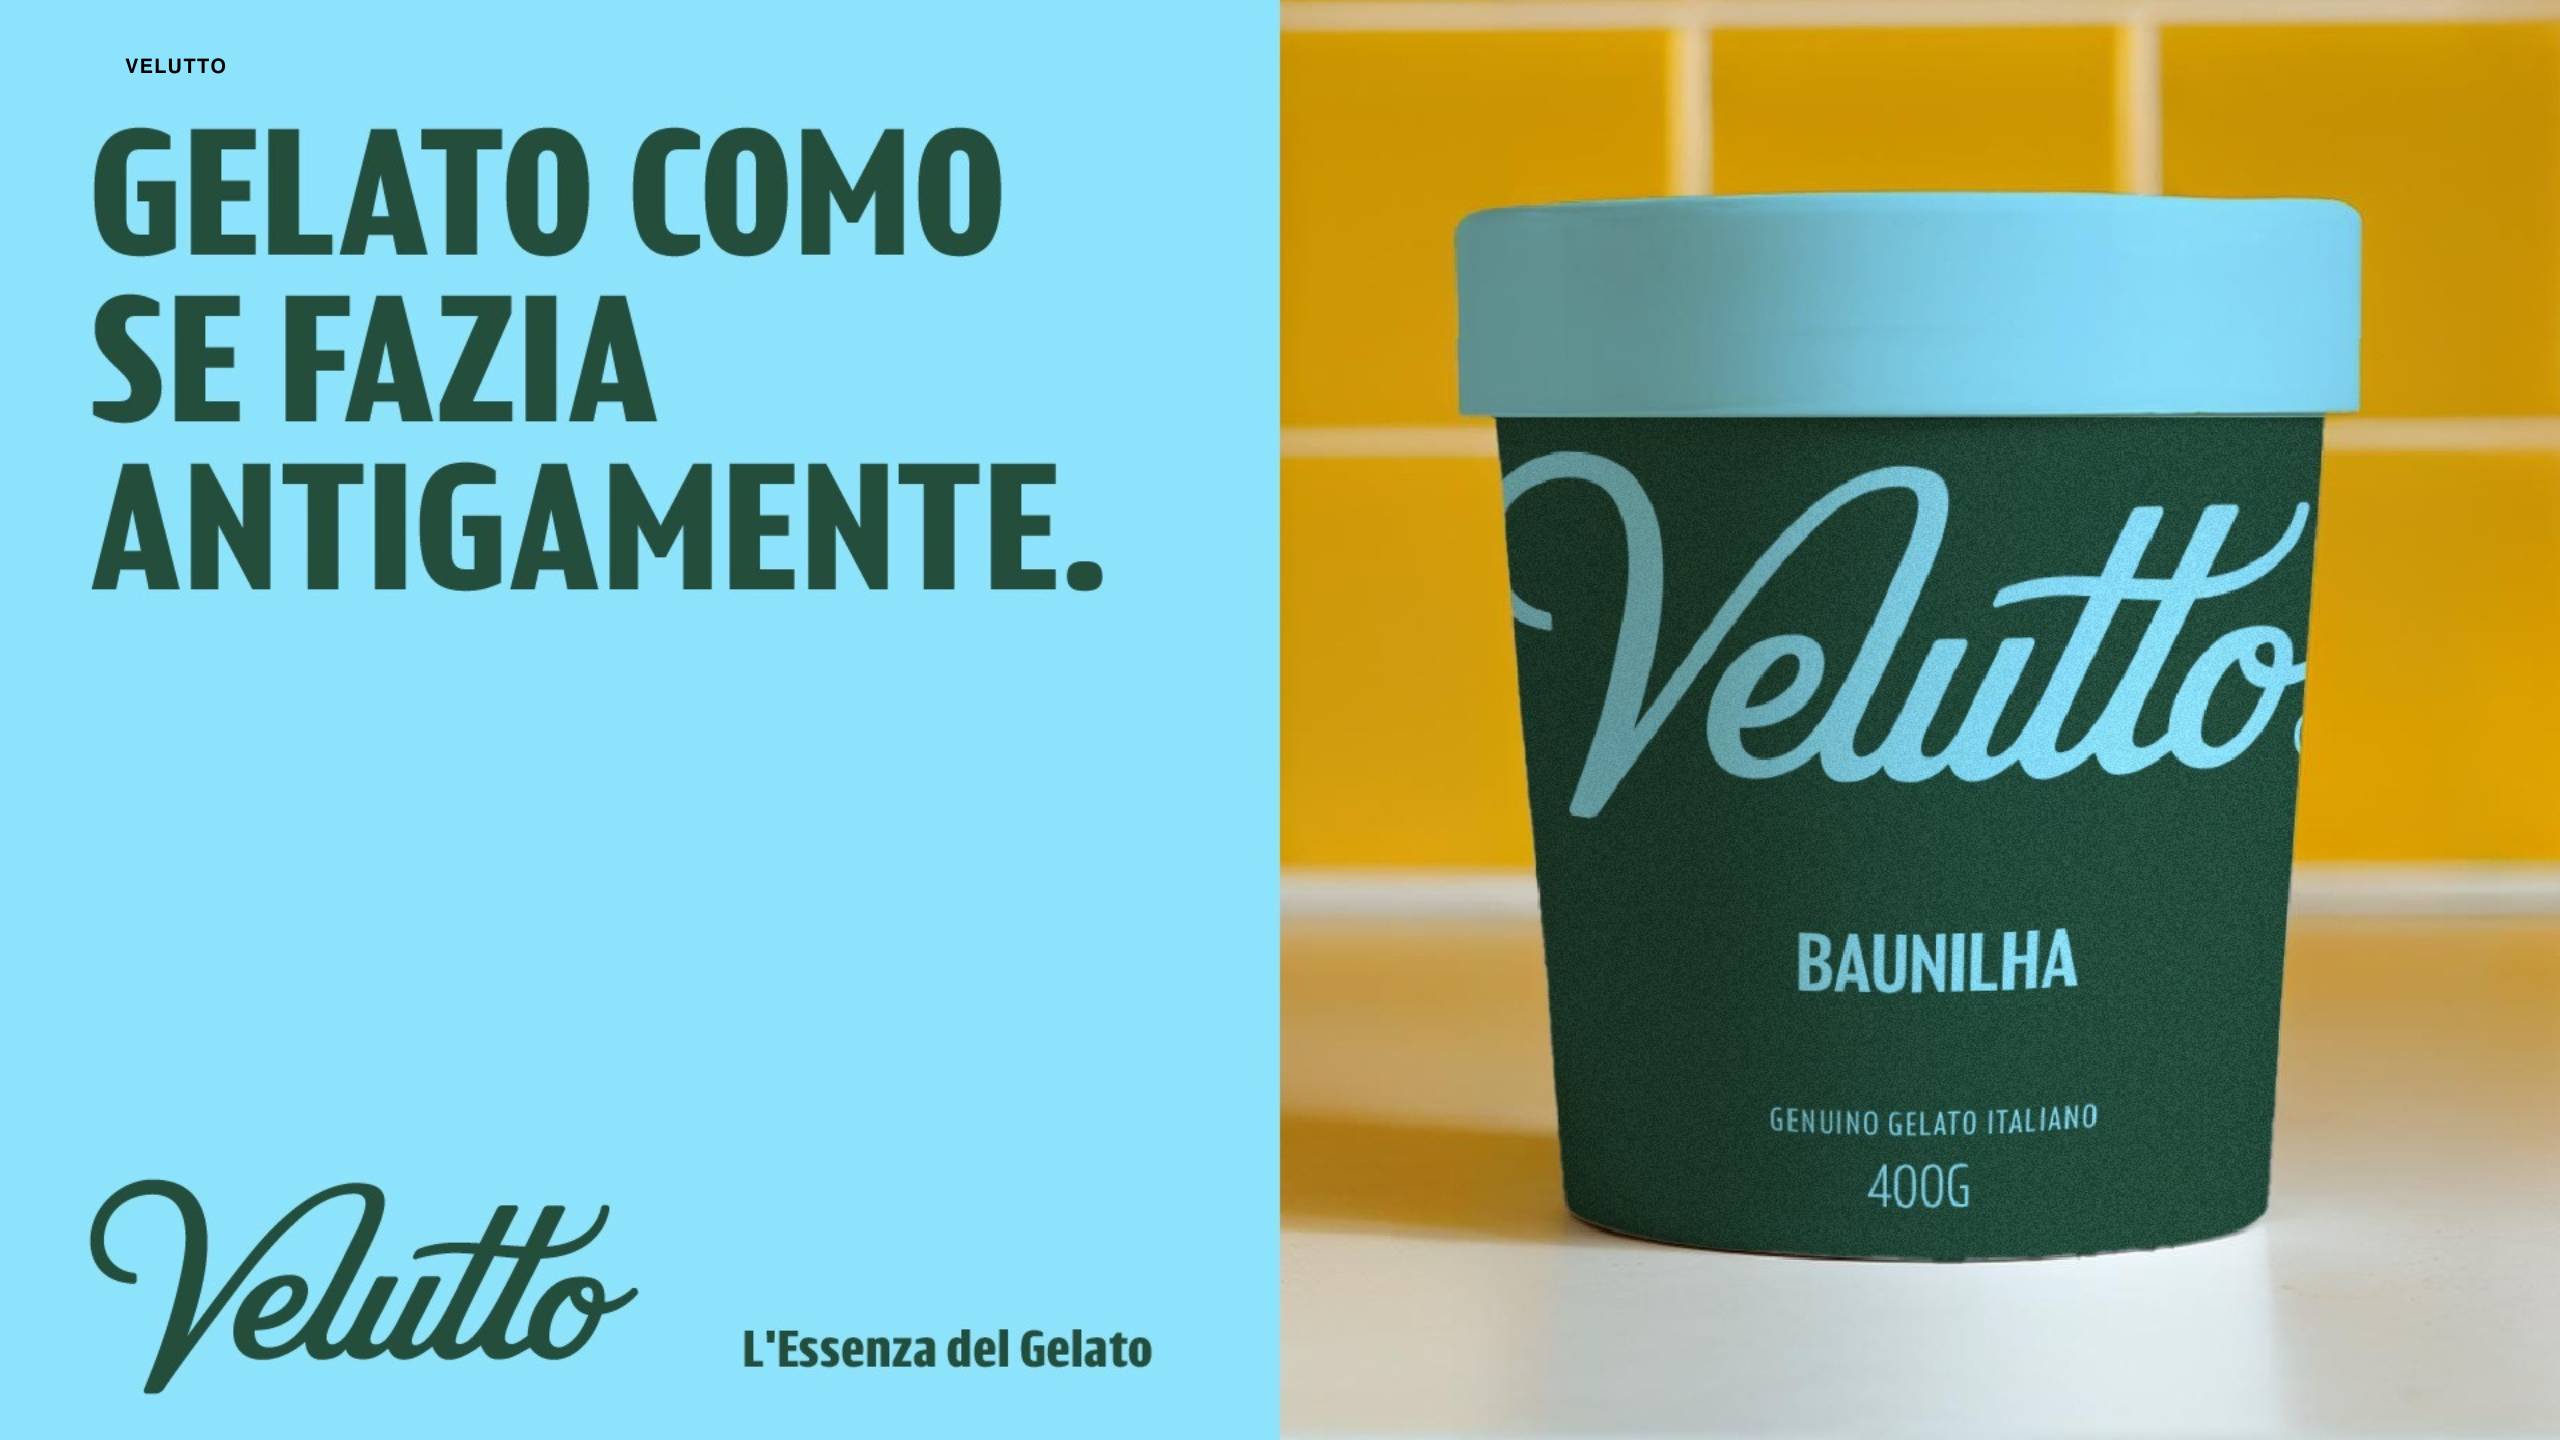 VELUTTO
GELATO COMO
SE FAZIA
ANTIGAMENTE.
Velutto
L'Essenza del Gelato
Velutto
BAUNILHA
GENUINO GELATO ITALIANO
400G